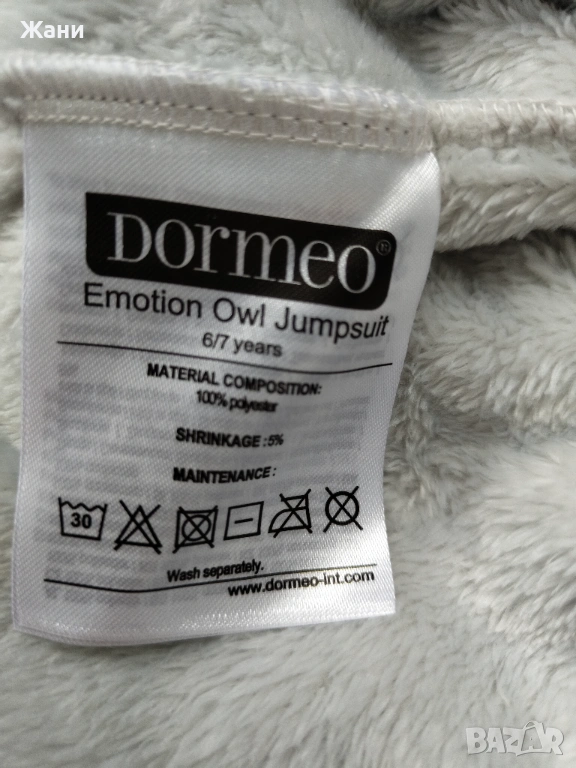 Жани
Dormeo®
Emotion Owl Jumpsuit
6/7 years
MATERIAL COMPOSITION:
100% polyester
SHRINKAGE :5%
MAINTENANCE :
30
Wash separately.
www.dormeo-int.com
BAZAR